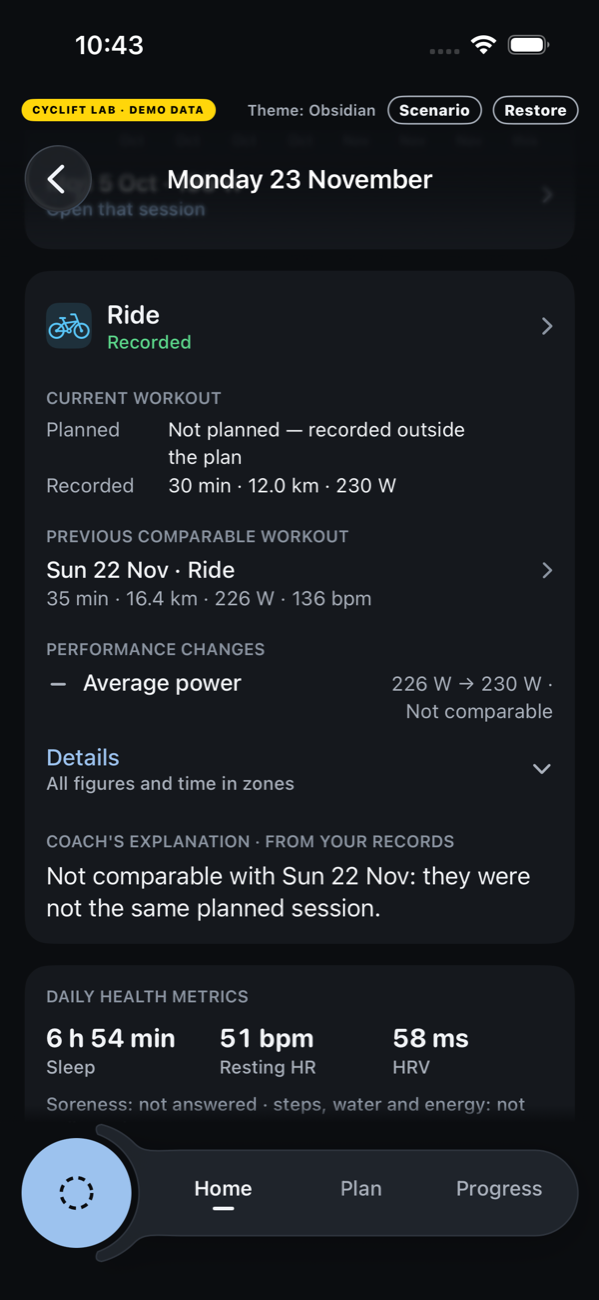 10:43
CYCLIFT LAB · DEMO DATA
Theme: Obsidian
Scenario
Restore
Monday 23 November
5 Oct
Open that session
Ride
Recorded
CURRENT WORKOUT
Planned
Not planned — recorded outside
the plan
Recorded
30 min · 12.0 km · 230 W
PREVIOUS COMPARABLE WORKOUT
Sun 22 Nov · Ride
35 min · 16.4 km · 226 W · 136 bpm
PERFORMANCE CHANGES
— Average power
226 W → 230 W ·
Not comparable
Details
All figures and time in zones
COACH'S EXPLANATION · FROM YOUR RECORDS
Not comparable with Sun 22 Nov: they were
not the same planned session.
DAILY HEALTH METRICS
6 h 54 min
51 bpm
58 ms
Sleep
Resting HR
HRV
Soreness: not answered · steps, water and energy: not
Home
Plan
Progress